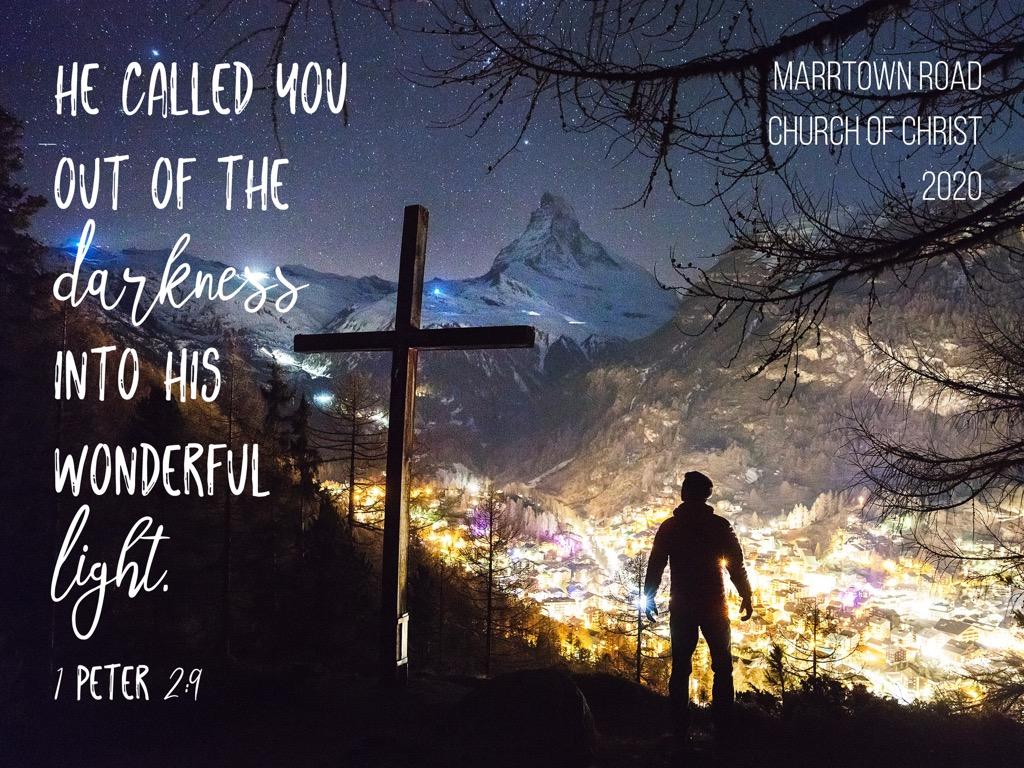 HE CALLED YOU
OUT OF THE
darkness
INTO HIS
WONDERFUL
light.
1 PETER 2:9
MARRTOWN ROAD
CHURCH OF CHRIST
2020